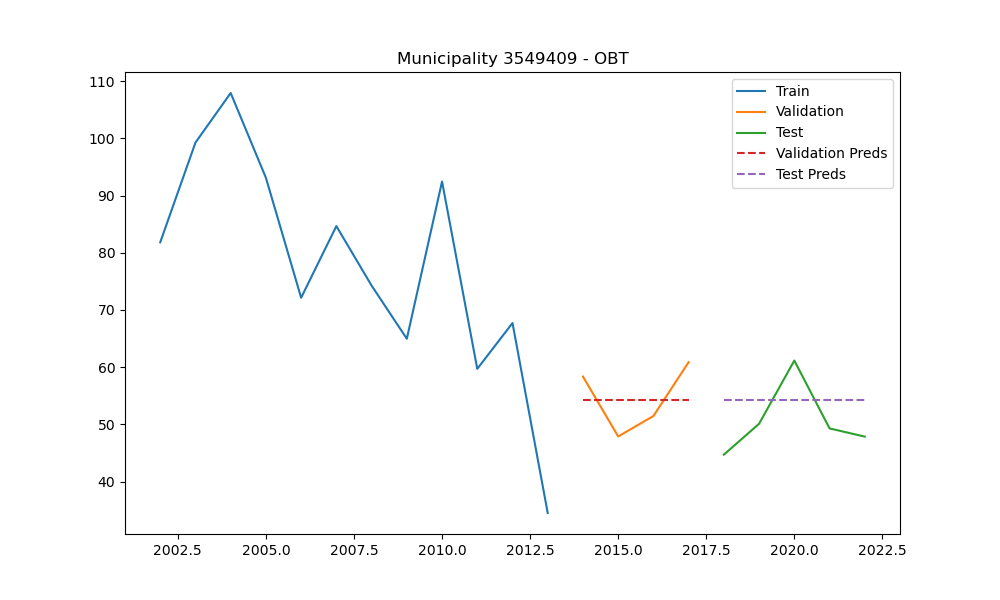 Municipality 3549409 - OBT
110
100
90
80
70
60
50
40
Train
Validation
Test
Validation Preds
Test Preds
2002.5 2005.0 2007.5 2010.0 2012.5 2015.0 2017.5 2020.0 2022.5